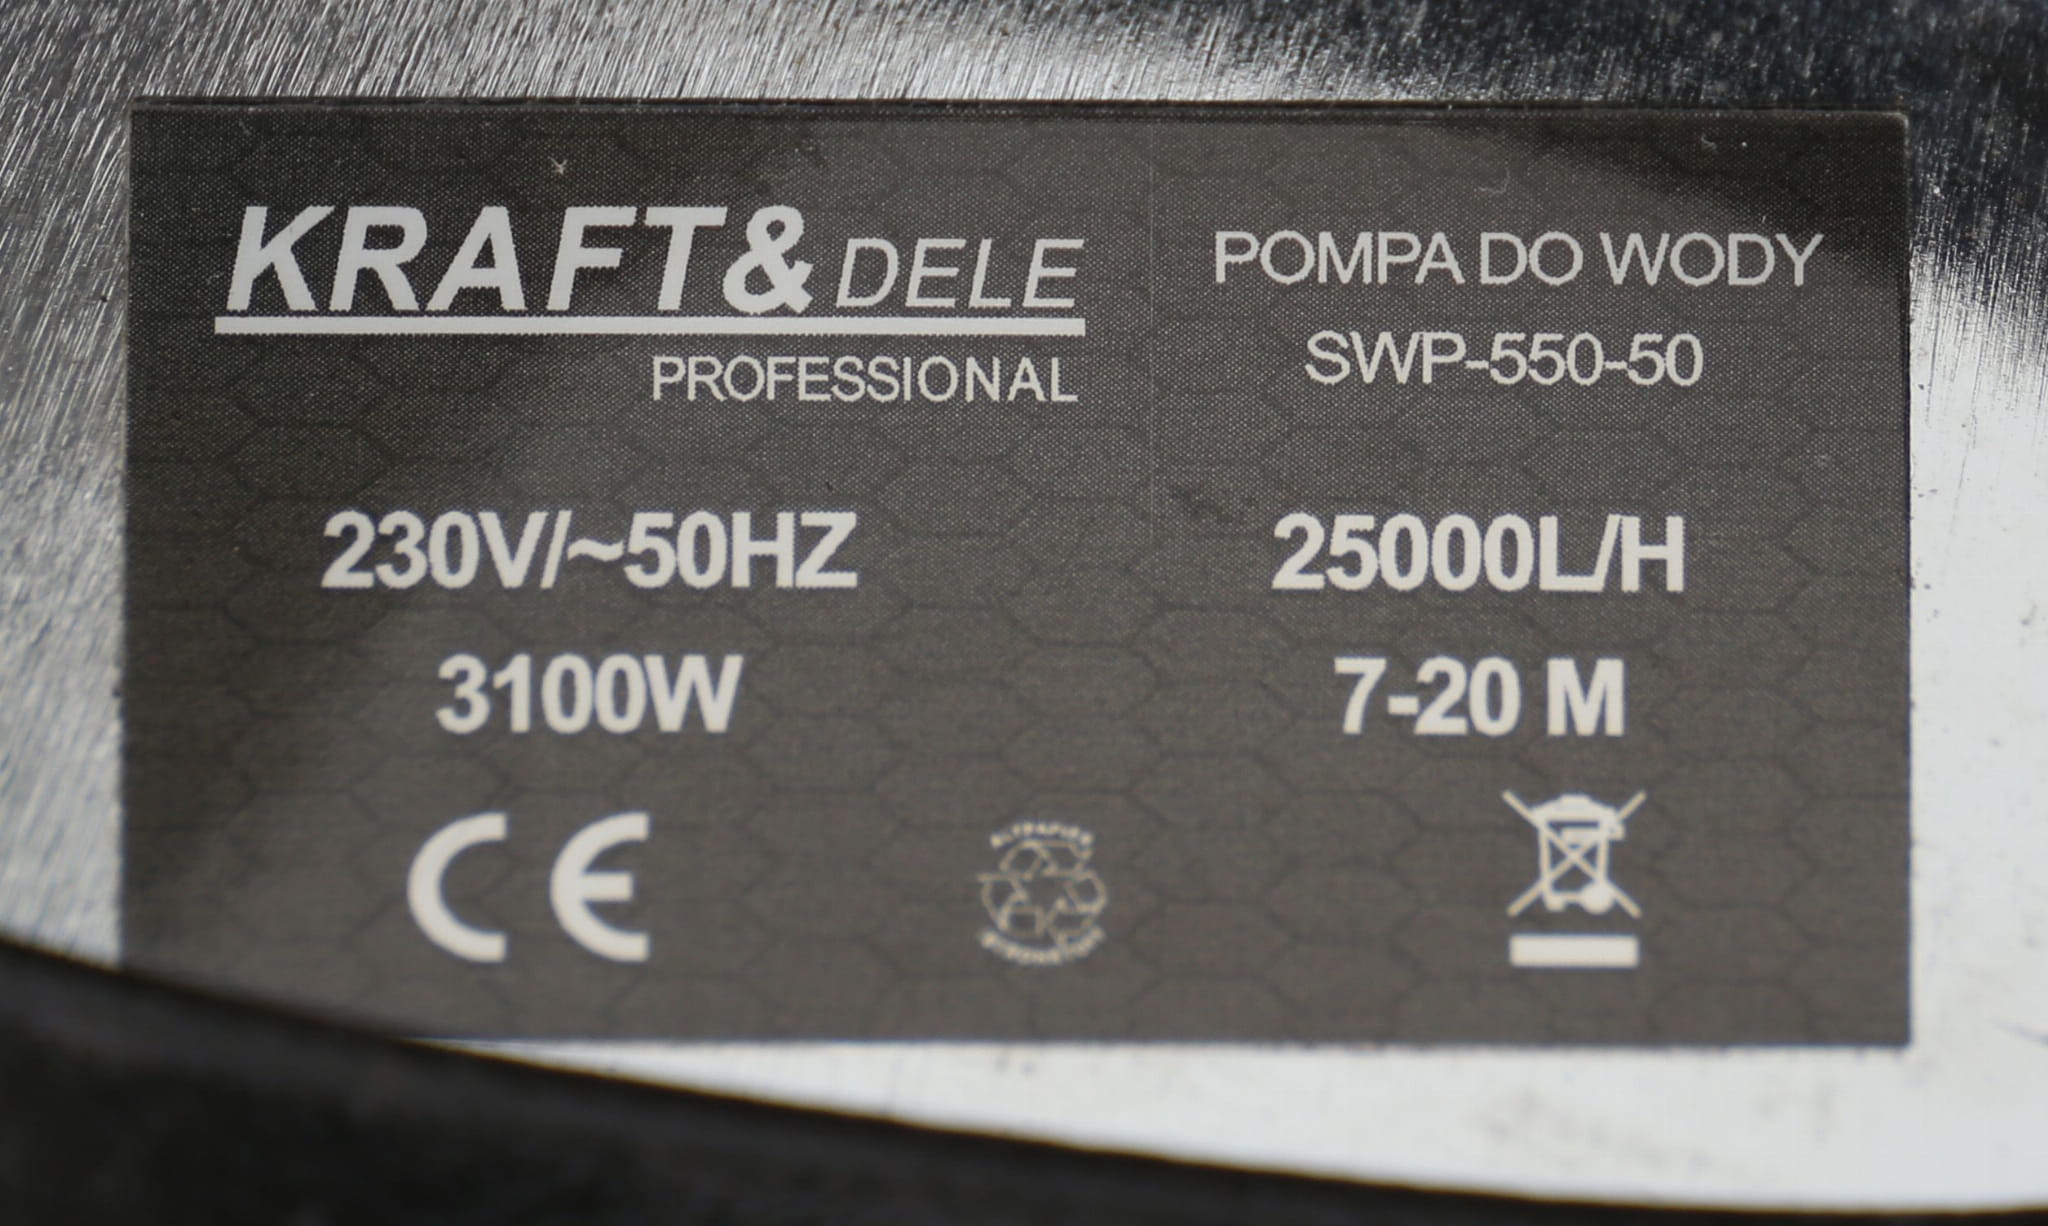 KRAFT&DELE
PROFESSIONAL
POMPA DO WODY
SWP-550-50
230V/~50HZ
25000L/H
3100W
7-20 M
CE